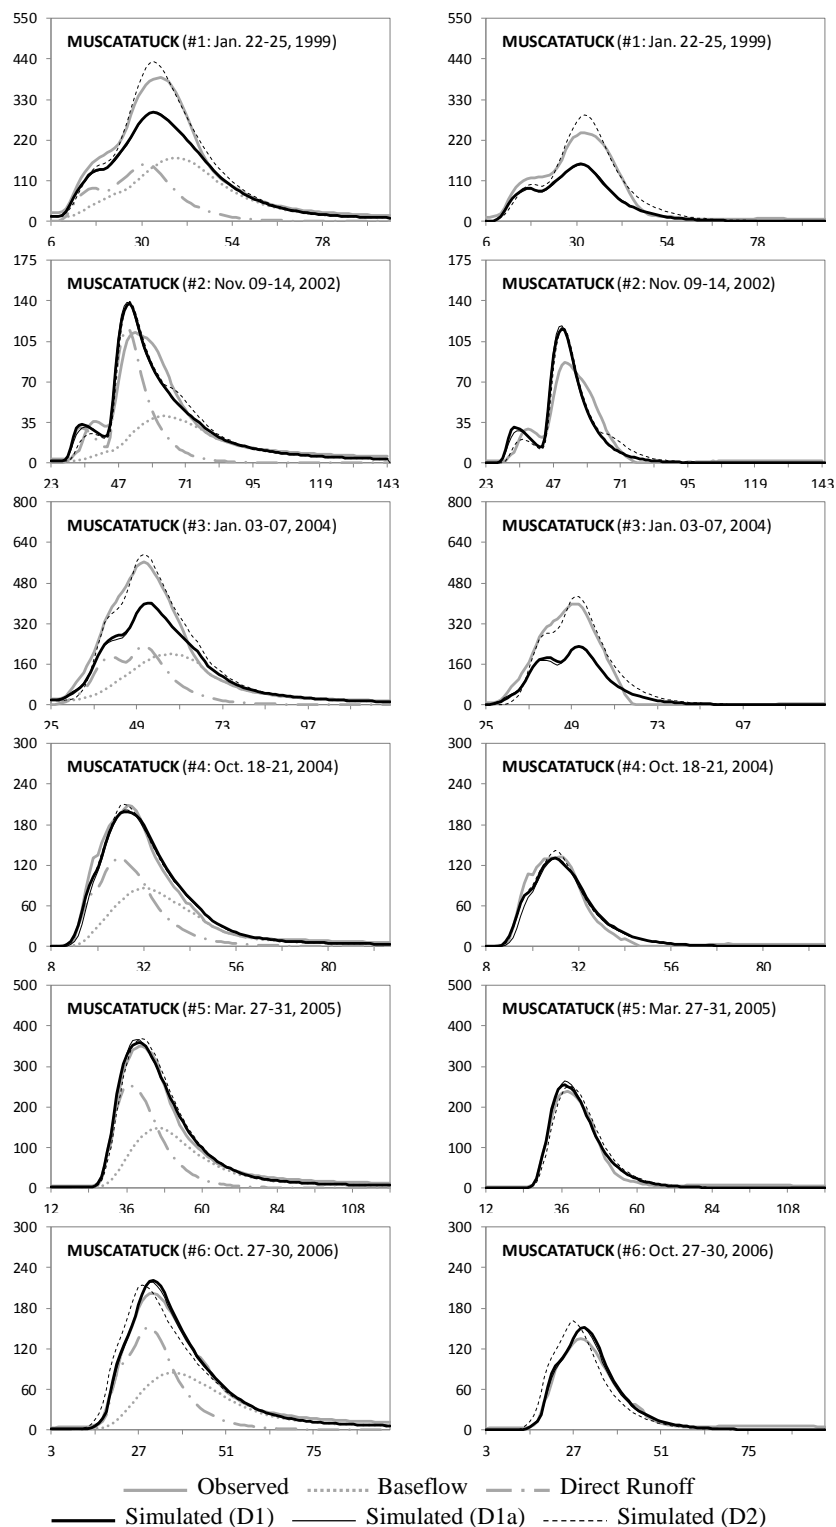 MUSCATATUCK (#1: Jan. 22-25, 1999)
550
440
330
220
110
0
6 30 54 78
MUSCATATUCK (#1: Jan. 22-25, 1999)
550
440
330
220
110
0
6 30 54 78
MUSCATATUCK (#2: Nov. 09-14, 2002)
175
140
105
70
35
0
23 47 71 95 119 143
MUSCATATUCK (#2: Nov. 09-14, 2002)
175
140
105
70
35
0
23 47 71 95 119 143
MUSCATATUCK (#3: Jan. 03-07, 2004)
800
640
480
320
160
0
25 49 73 97
MUSCATATUCK (#3: Jan. 03-07, 2004)
800
640
480
320
160
0
25 49 73 97
MUSCATATUCK (#4: Oct. 18-21, 2004)
300
240
180
120
60
0
8 32 56 80
MUSCATATUCK (#4: Oct. 18-21, 2004)
300
240
180
120
60
0
8 32 56 80
MUSCATATUCK (#5: Mar. 27-31, 2005)
500
400
300
200
100
0
12 36 60 84 108
MUSCATATUCK (#5: Mar. 27-31, 2005)
500
400
300
200
100
0
12 36 60 84 108
MUSCATATUCK (#6: Oct. 27-30, 2006)
300
240
180
120
60
0
3 27 51 75
MUSCATATUCK (#6: Oct. 27-30, 2006)
300
240
180
120
60
0
3 27 51 75
Observed Baseflow Direct Runoff
Simulated (D1) Simulated (D1a) Simulated (D2)